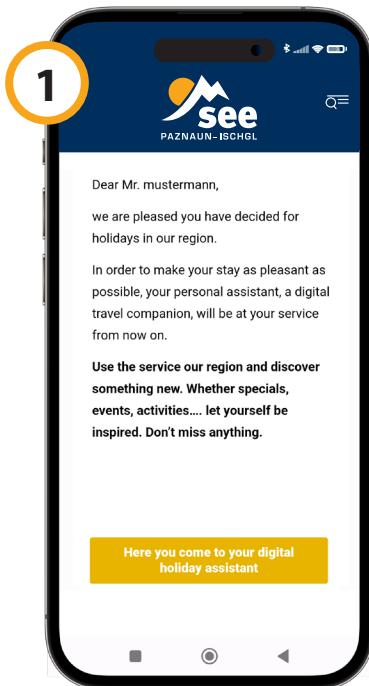 1
see
PAZNAUN-ISCHGL
Dear Mr. mustermann,
we are pleased you have decided for
holidays in our region.
In order to make your stay as pleasant as
possible, your personal assistant, a digital
travel companion, will be at your service
from now on.
Use the service our region and discover
something new. Whether specials,
events, activities.... let yourself be
inspired. Don't miss anything.
Here you come to your digital
holiday assistant